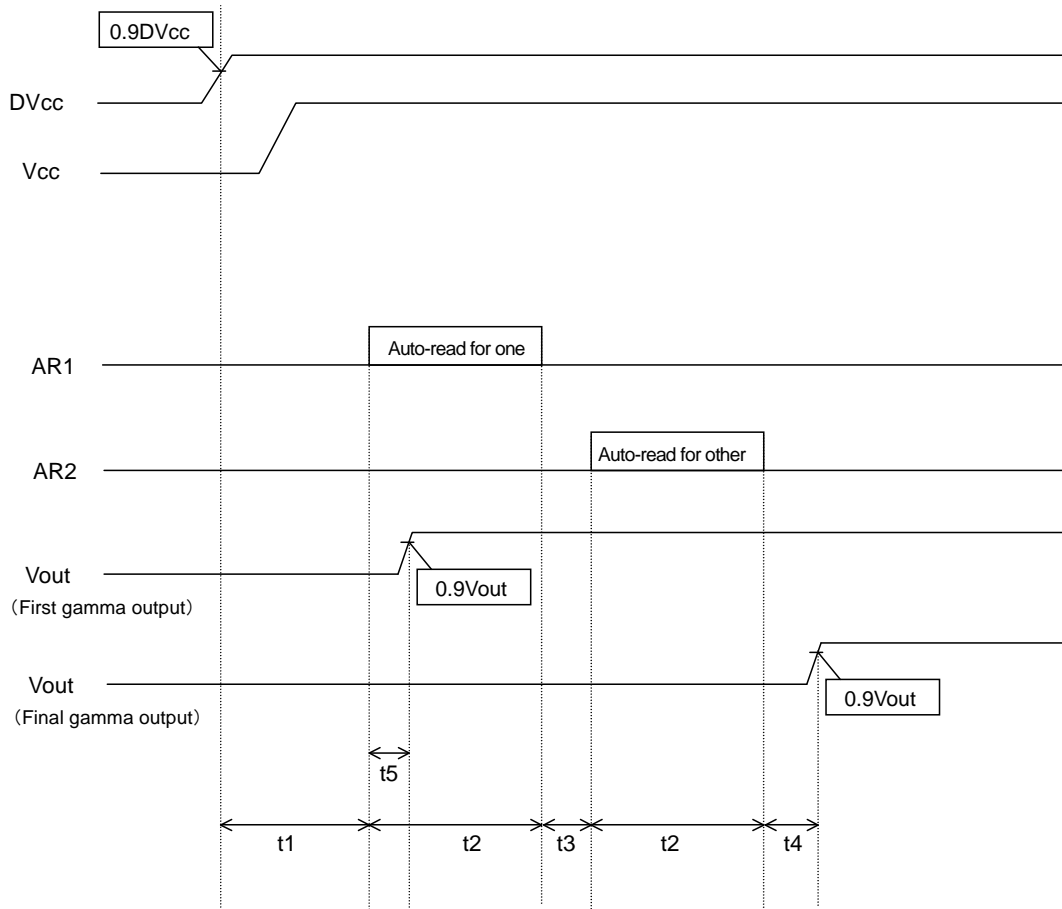 0.9DVcc
DVcc
Vcc
AR1
Auto-read for one
AR2
Auto-read for other
Vout
（First gamma output）
0.9Vout
Vout
（Final gamma output）
0.9Vout
t5
t1
t2
t3
t2
t4